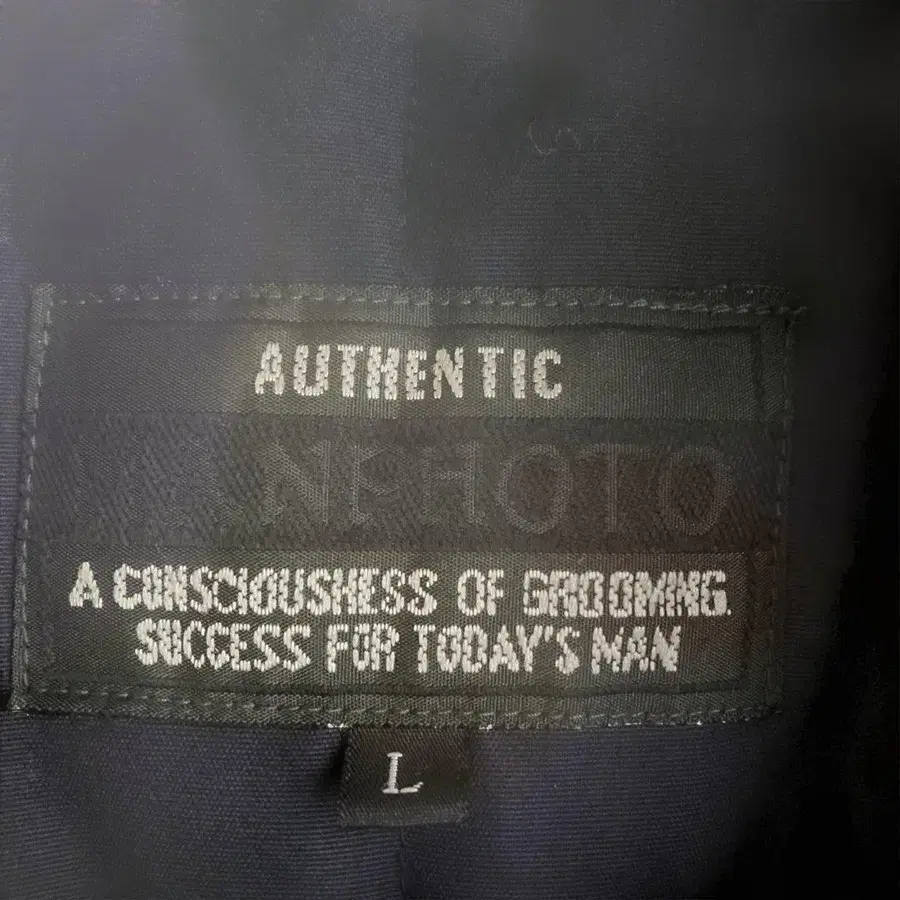 AUTHENTIC
A CONSCIOUSNESS OF GROOMING.
SUCCESS FOR TODAY'S MAN
L